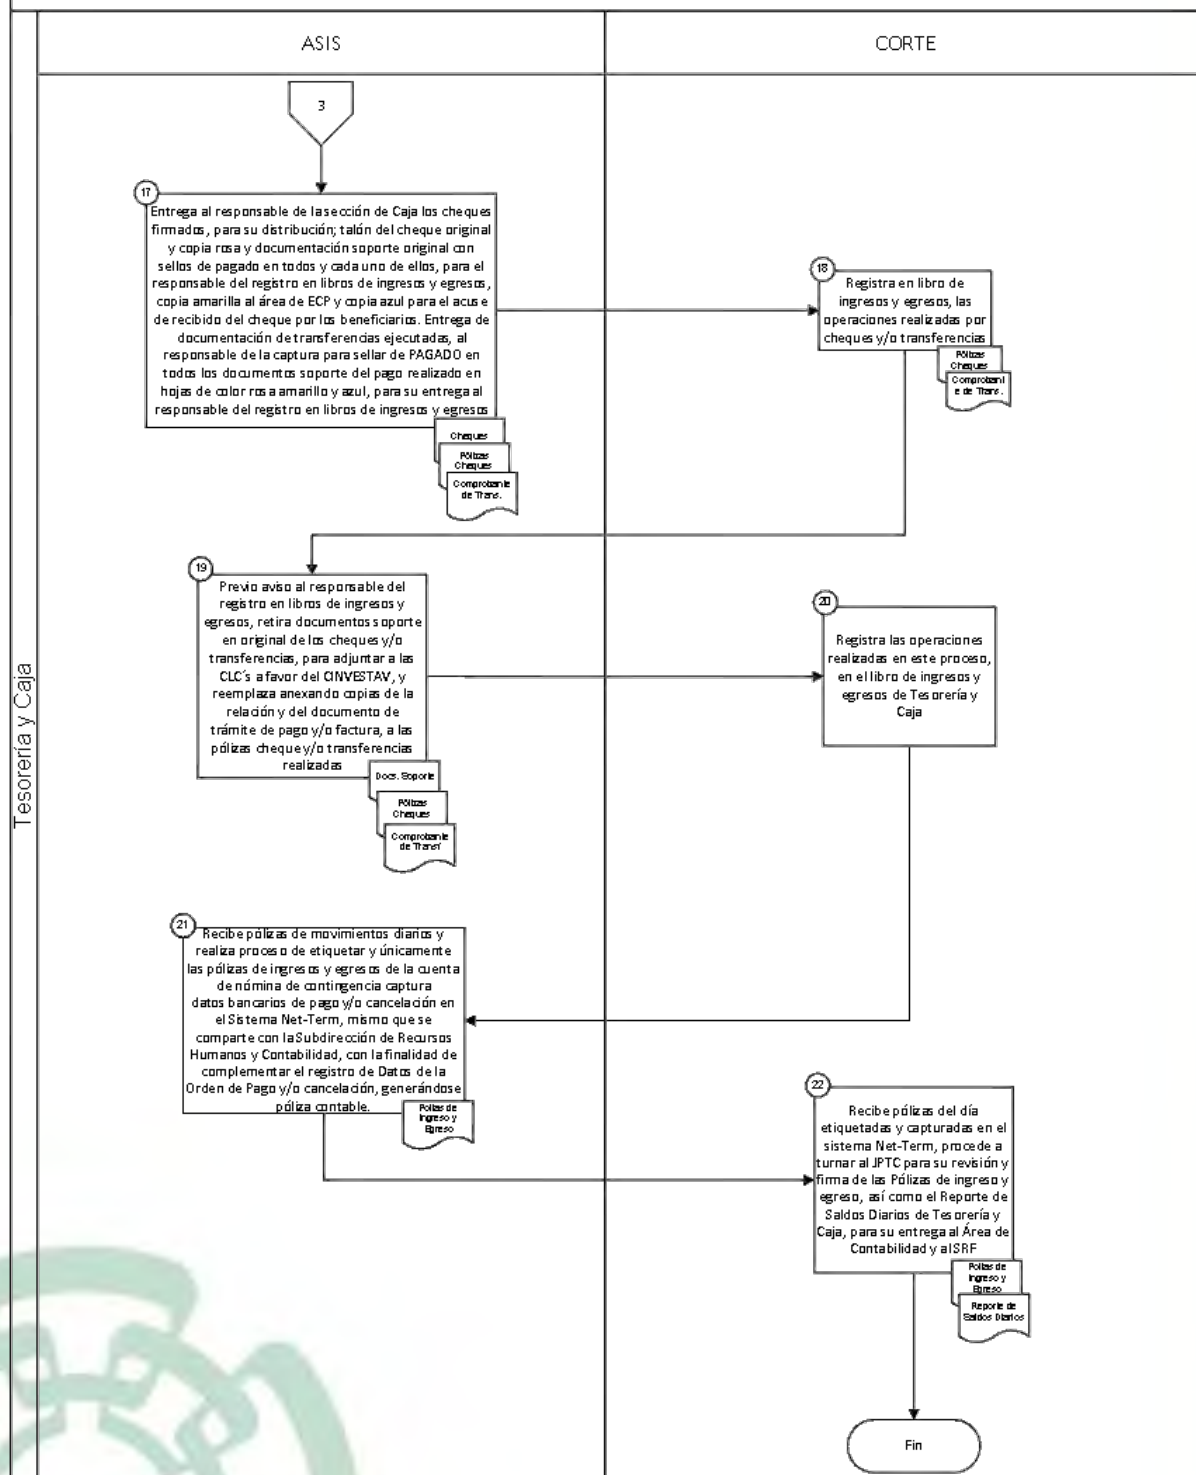 ASIS
CORTE
Tesorería y Caja
3
17
Entrega al responsable de la sección de Caja los cheques
firmados, para su distribución; talón del cheque original
y copia rosa y documentación soporte original con
sellos de pagado en todos y cada uno de ellos, para el
responsable del registro en libros de ingresos y egresos,
copia amarilla al área de ECP y copia azul para el acuse
de recibido del cheque por los beneficiarios. Entrega de
documentación de transferencias ejecutadas, al
responsable de la captura para sellar de PAGADO en
todos los documentos soporte del pago realizado en
hojas de color rosa amarillo y azul, para su entrega al
responsable del registro en libros de ingresos y egresos
Cheques
Pólizas
Cheques
Comprobante
de Trans.
18
Registra en libro de
ingresos y egresos, las
operaciones realizadas por
cheques y/o transferencias
Pólizas
Cheques
Comprobant
e de Trans.
19
Previo aviso al responsable del
registro en libros de ingresos y
egresos, retira documentos soporte
en original de los cheques y/o
transferencias, para adjuntar a las
CLC´s a favor del CINVESTAV, y
reemplaza anexando copias de la
relación y del documento de
trámite de pago y/o factura, a las
pólizas cheque y/o transferencias
realizadas
Docs. Soporte
Pólizas
Cheques
Comprobante
de Transf
20
Registra las operaciones
realizadas en este proceso,
en el libro de ingresos y
egresos de Tesorería y
Caja
21
Recibe pólizas de movimientos diarios y
realiza proceso de etiquetar y únicamente
las pólizas de ingresos y egresos de la cuenta
de nómina de contingencia captura
datos bancarios de pago y/o cancelación en
el Sistema Net-Term, mismo que se
comparte con la Subdirección de Recursos
Humanos y Contabilidad, con la finalidad de
complementar el registro de Datos de la
Orden de Pago y/o cancelación, generándose
póliza contable.
Polizas de
Ingreso y
Egreso
22
Recibe pólizas del día
etiquetadas y capturadas en el
sistema Net-Term, procede a
turnar al JPTC para su revisión y
firma de las Pólizas de ingreso y
egreso, así como el Reporte de
Saldos Diarios de Tesorería y
Caja, para su entrega al Área de
Contabilidad y al SRF
Polizas de
Ingreso y
Egreso
Reporte de
Saldos Diarios
Fin